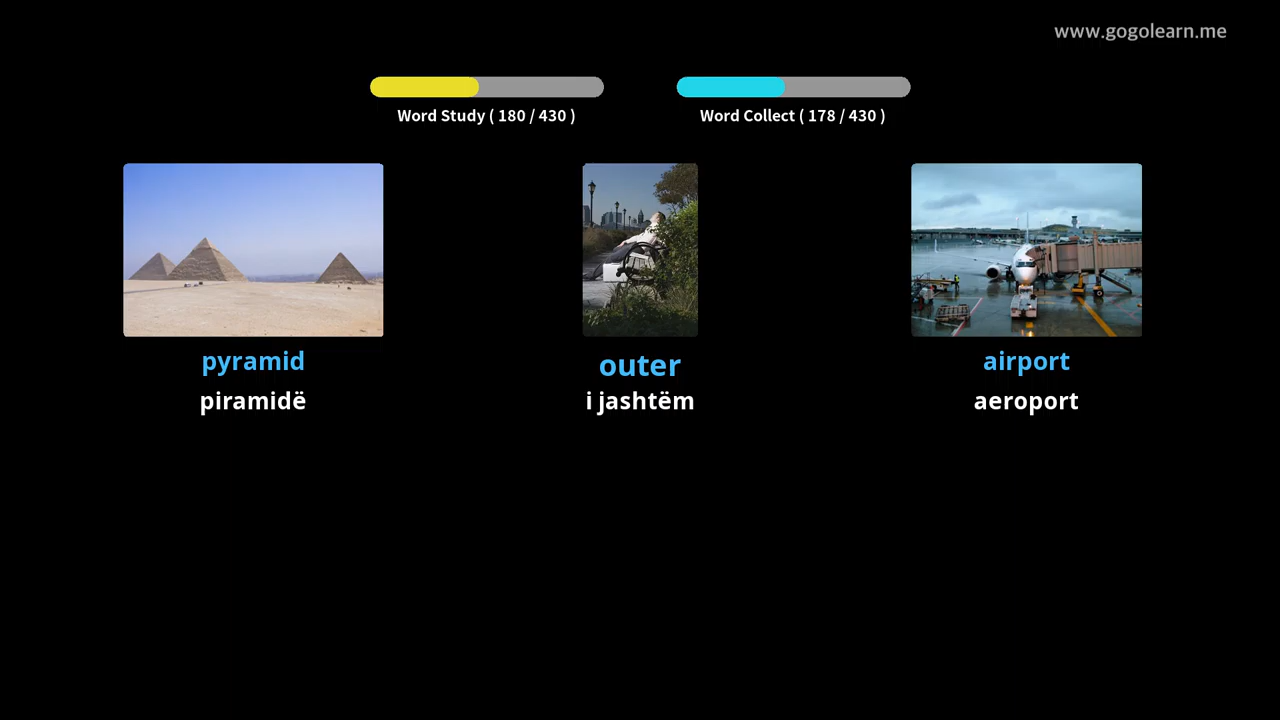 www.gogolearn.me
Word Study ( 180 / 430 )
Word Collect ( 178 / 430 )
pyramid
piramidë
outer
i jashtëm
airport
aeroport